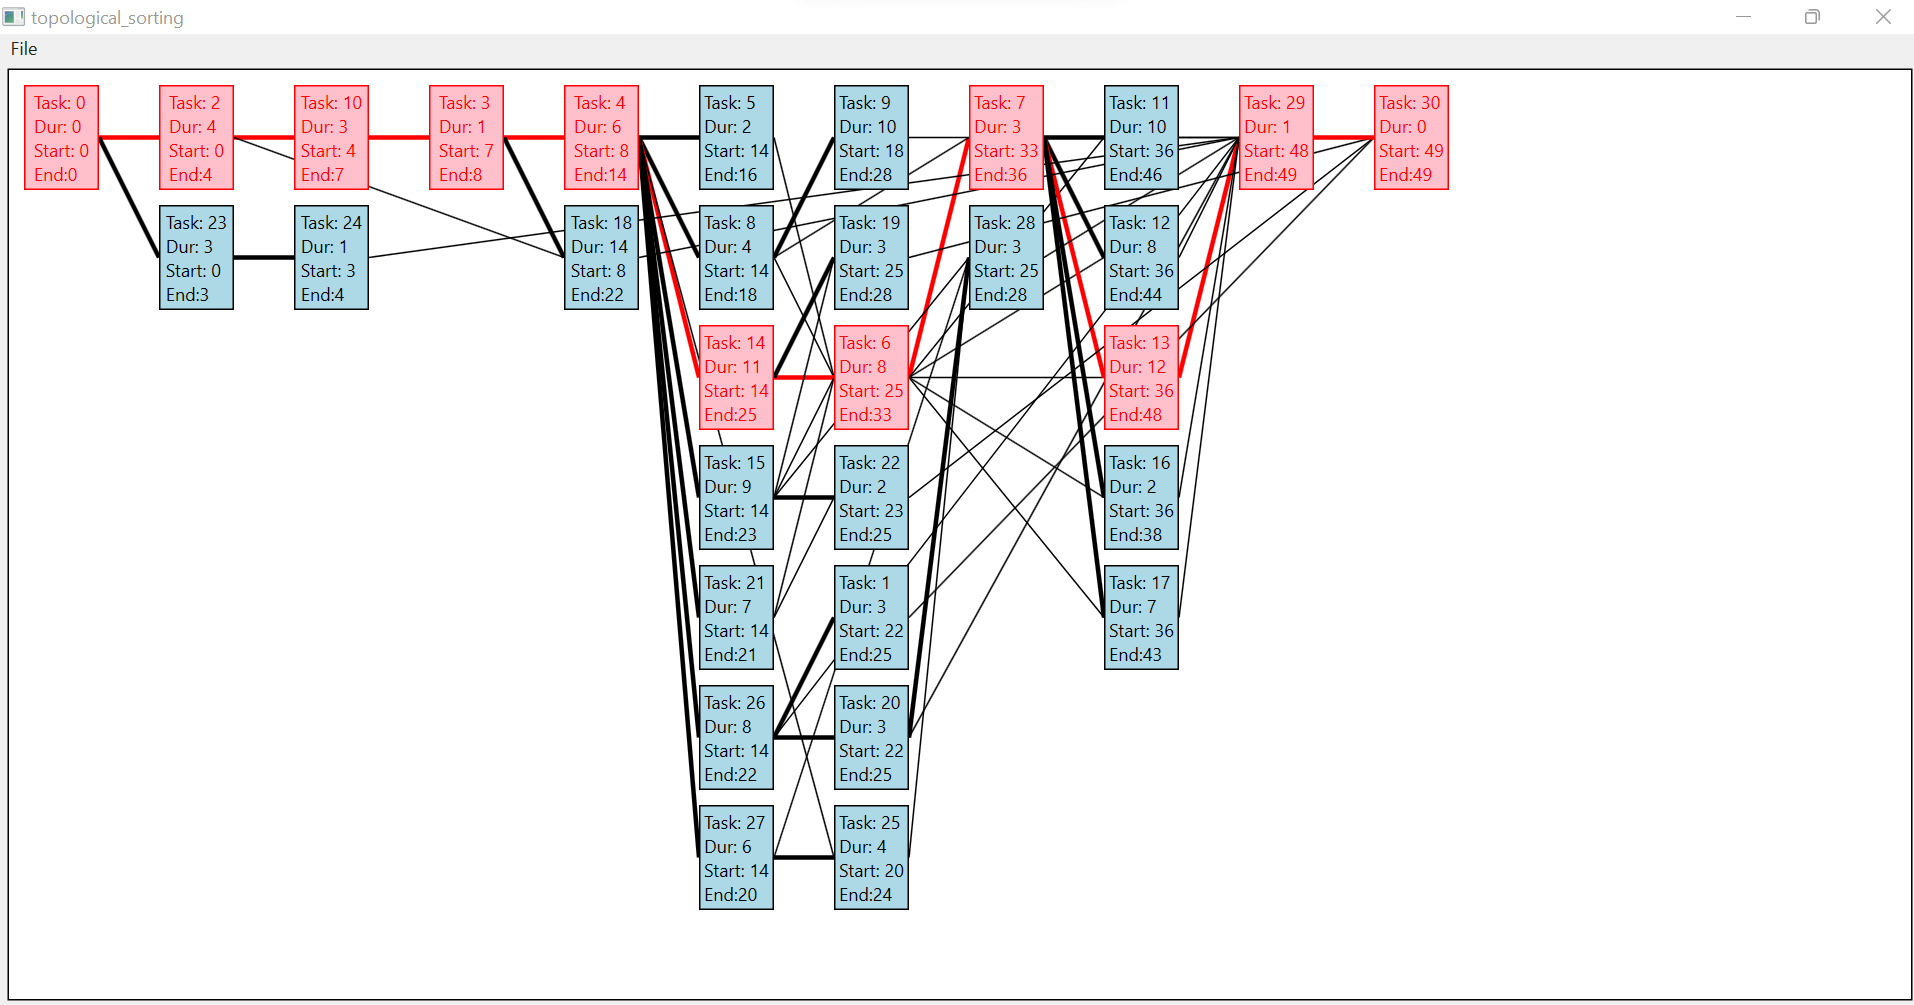 topological_sorting
File
Task: 0
Dur: 0
Start: 0
End:0
Task: 2
Dur: 4
Start: 0
End:4
Task: 10
Dur: 3
Start: 4
End:7
Task: 3
Dur: 1
Start: 7
End:8
Task: 4
Dur: 6
Start: 8
End:14
Task: 5
Dur: 2
Start: 14
End:16
Task: 9
Dur: 10
Start: 18
End:28
Task: 7
Dur: 3
Start: 33
End:36
Task: 11
Dur: 10
Start: 36
End:46
Task: 29
Dur: 1
Start: 48
End:49
Task: 30
Dur: 0
Start: 49
End:49
Task: 23
Dur: 3
Start: 0
End:3
Task: 24
Dur: 1
Start: 3
End:4
Task: 18
Dur: 14
Start: 8
End:22
Task: 8
Dur: 4
Start: 14
End:18
Task: 19
Dur: 3
Start: 25
End:28
Task: 28
Dur: 3
Start: 25
End:28
Task: 12
Dur: 8
Start: 36
End:44
Task: 14
Dur: 11
Start: 14
End:25
Task: 6
Dur: 8
Start: 25
End:33
Task: 13
Dur: 12
Start: 36
End:48
Task: 15
Dur: 9
Start: 14
End:23
Task: 22
Dur: 2
Start: 23
End:25
Task: 16
Dur: 2
Start: 36
End:38
Task: 21
Dur: 7
Start: 14
End:21
Task: 1
Dur: 3
Start: 22
End:25
Task: 17
Dur: 7
Start: 36
End:43
Task: 26
Dur: 8
Start: 14
End:22
Task: 20
Dur: 3
Start: 22
End:25
Task: 27
Dur: 6
Start: 14
End:20
Task: 25
Dur: 4
Start: 20
End:24